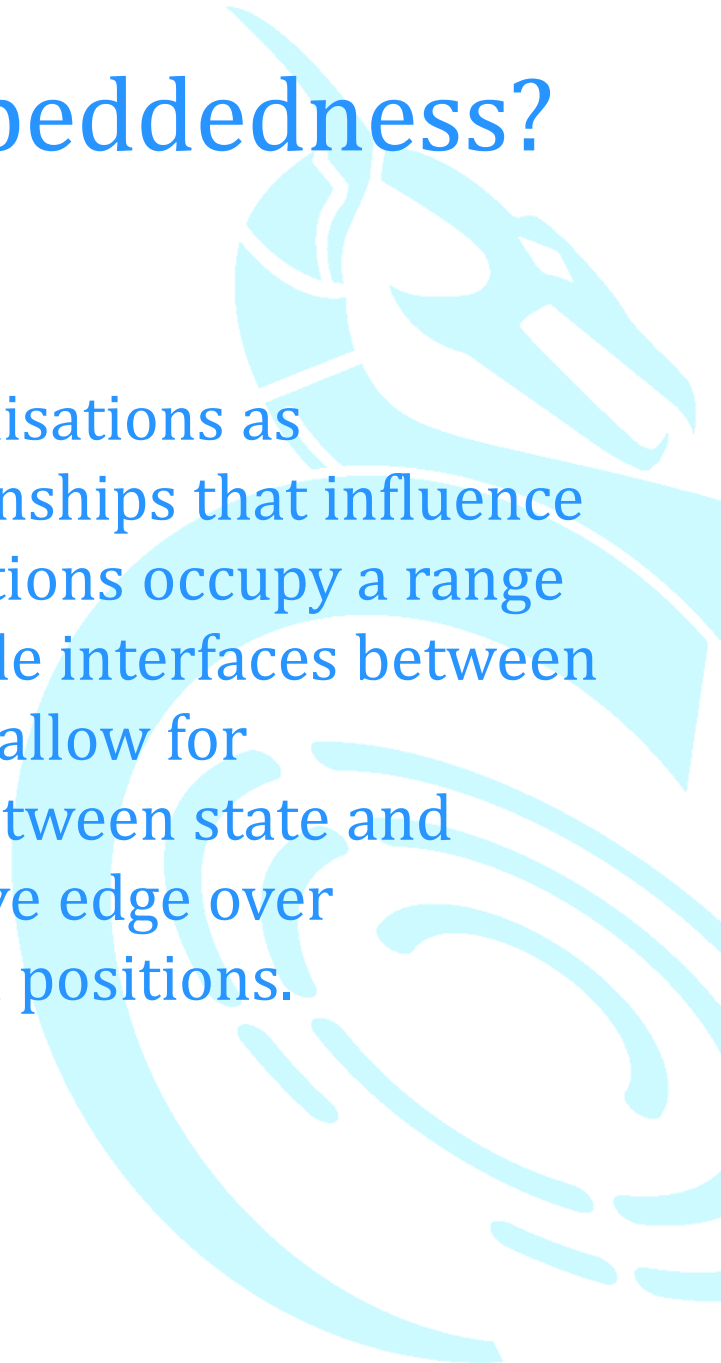 beddedness?
isations as
nships that influence
tions occupy a range
le interfaces between
allow for
tween state and
ve edge over
positions.